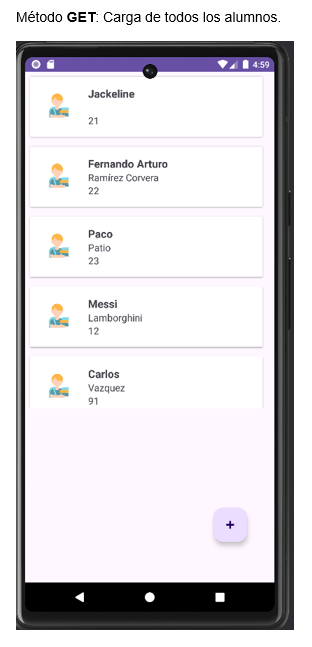 Método GET: Carga de todos los alumnos.
4:59
Jackeline
21
Fernando Arturo
Ramírez Corvera
22
Paco
Patio
23
Messi
Lamborghini
12
Carlos
Vazquez
91
+